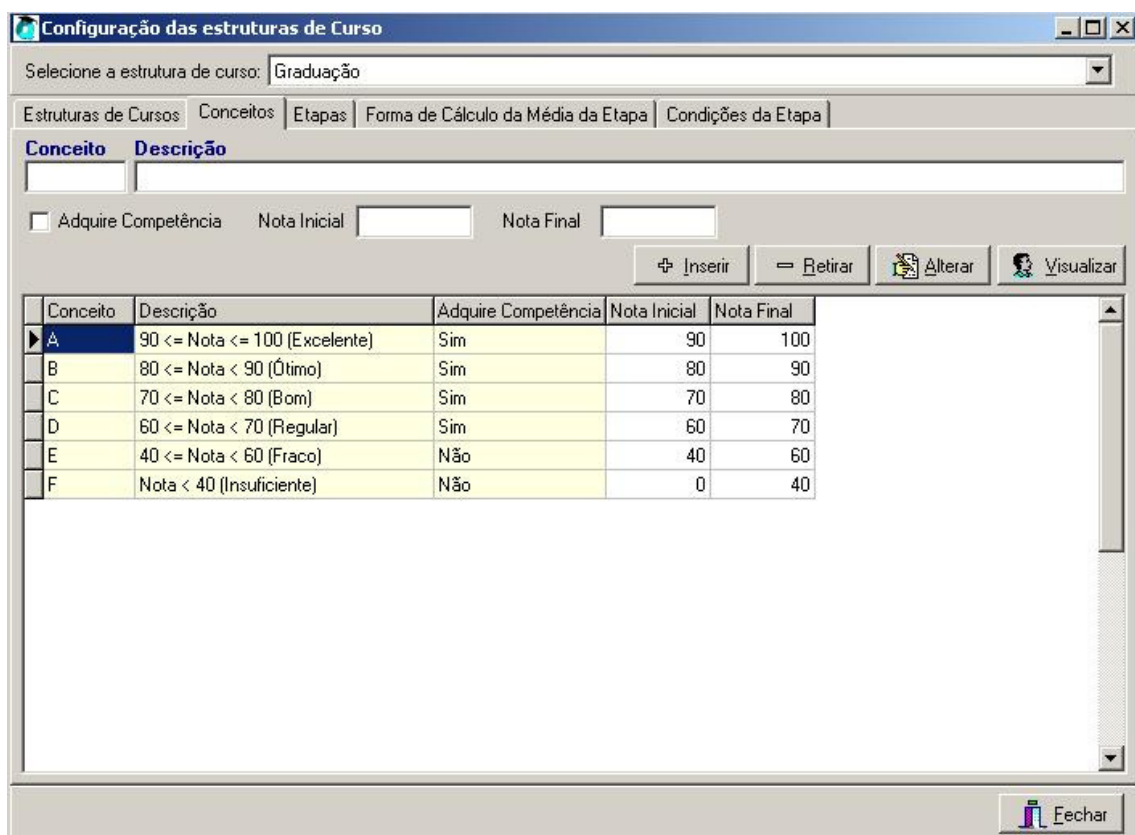 Configuração das estruturas de Curso
Selecione a estrutura de curso: Graduação
Estruturas de Cursos Conceitos Etapas Forma de Cálculo da Média da Etapa Condições da Etapa
Conceito Descrição
Adquire Competência Nota Inicial Nota Final
Inserir Retirar Alterar Visualizar
Conceito Descrição Adquire Competência Nota Inicial Nota Final
A 90 <= Nota <= 100 (Excelente) Sim 90 100
B 80 <= Nota < 90 (Ótimo) Sim 80 90
C 70 <= Nota < 80 (Bom) Sim 70 80
D 60 <= Nota < 70 (Regular) Sim 60 70
E 40 <= Nota < 60 (Fraco) Não 40 60
F Nota < 40 (Insuficiente) Não 0 40
Fechar